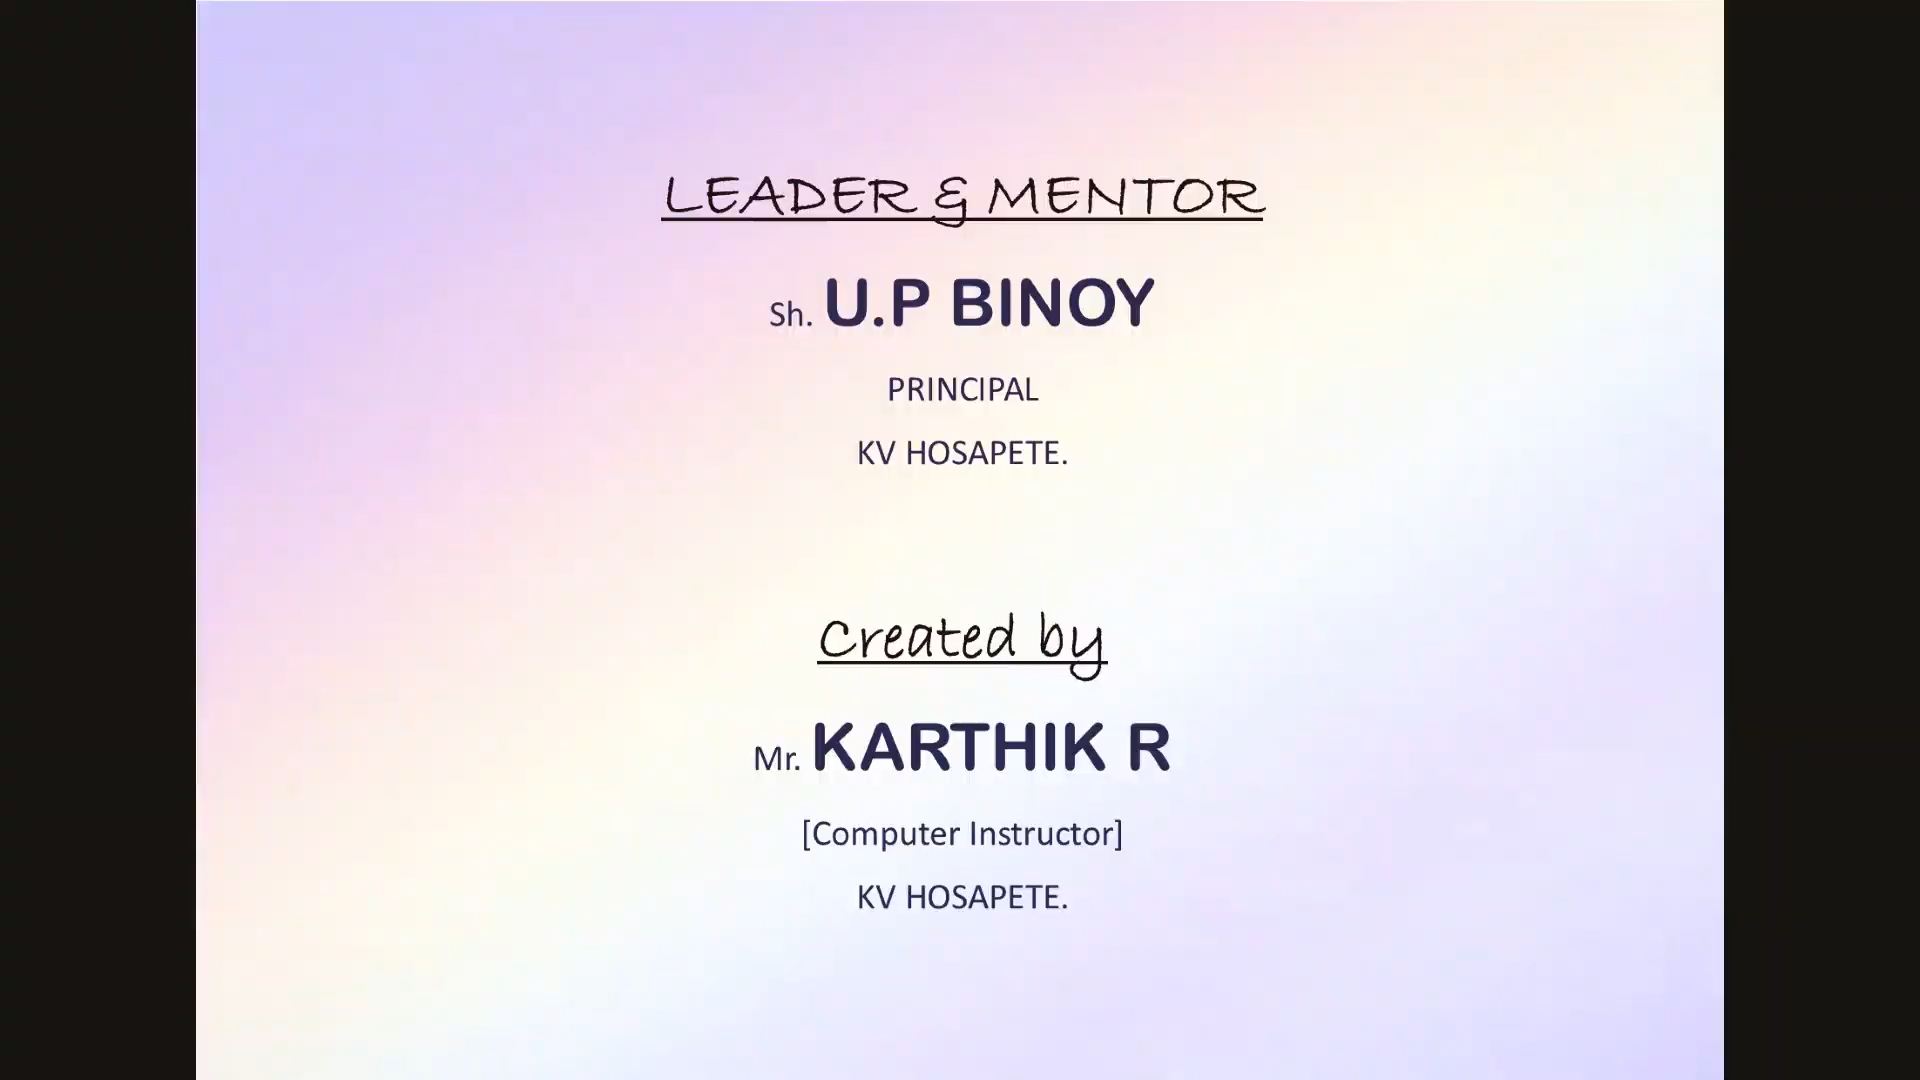 LEADER & MENTOR
Sh. U.P BINOY
PRINCIPAL
KV HOSAPETE.
Created by
Mr. KARTHIK R
[Computer Instructor]
KV HOSAPETE.